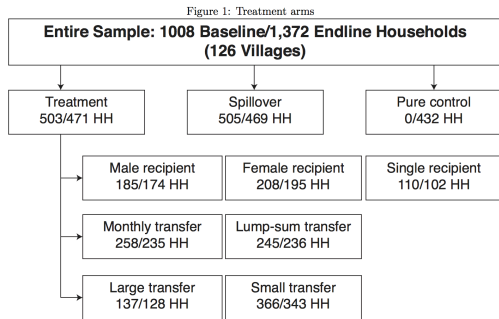 Figure 1: Treatment arms
Entire Sample: 1008 Baseline/1,372 Endline Households
(126 Villages)
Treatment
503/471 HH
Spillover
505/469 HH
Pure control
0/432 HH
Male recipient
185/174 HH
Female recipient
208/195 HH
Single recipient
110/102 HH
Monthly transfer
258/235 HH
Lump-sum transfer
245/236 HH
Large transfer
137/128 HH
Small transfer
366/343 HH